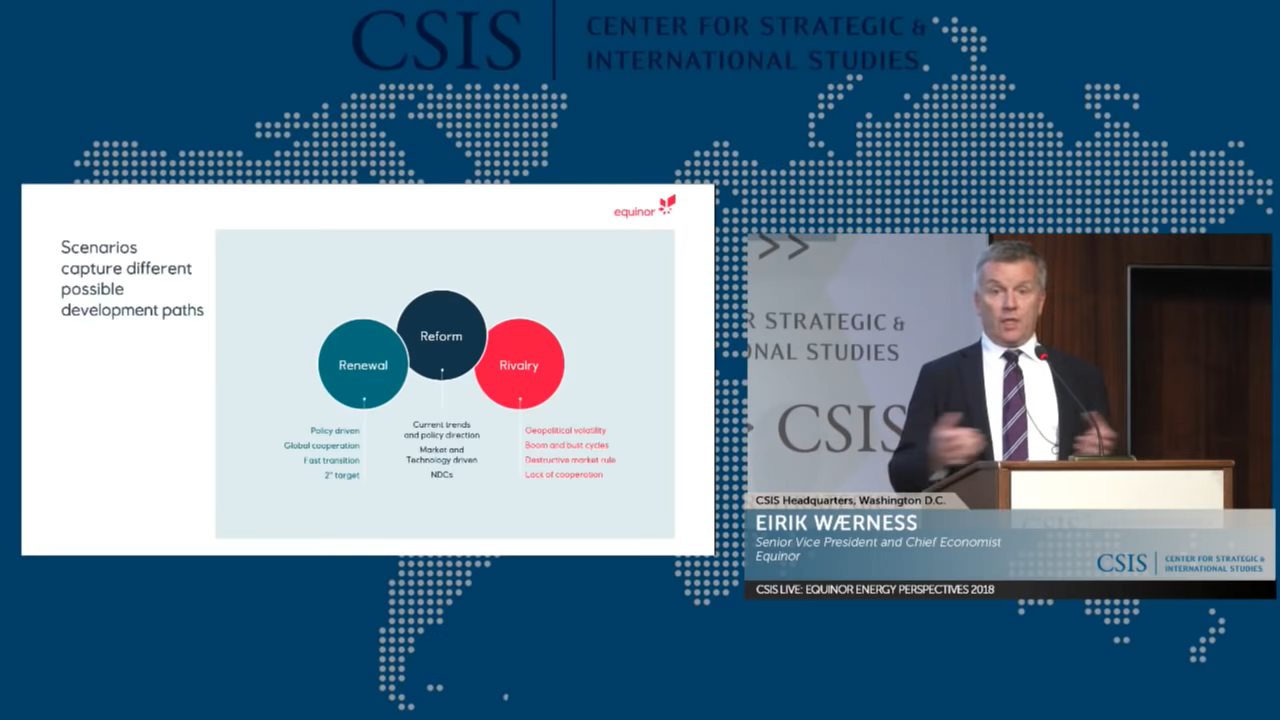 CSIS
CENTER FOR STRATEGIC &
INTERNATIONAL STUDIES
equinor
Scenarios
capture different
possible
development paths
Renewal
Reform
Rivalry
Policy driven
Global cooperation
Fast transition
2° target
Current trends
and policy direction
Market and
Technology driven
NDCs
Geopolitical volatility
Boom and bust cycles
Destructive market rule
Lack of cooperation
>>
R STRATEGIC &
ONAL STUDIES
CSIS
CSIS Headquarters, Washington D.C.
EIRIK WÆRNESS
Senior Vice President and Chief Economist
Equinor
CSIS
CENTER FOR STRATEGIC &
INTERNATIONAL STUDIES
CSIS LIVE: EQUINOR ENERGY PERSPECTIVES 2018